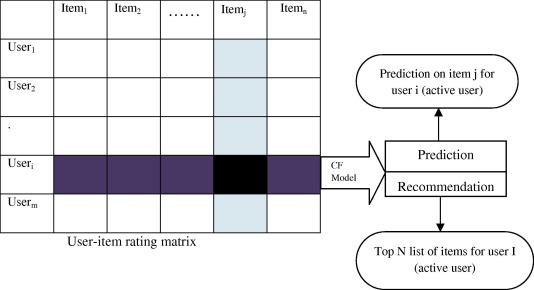 Item₁ Item₂ …… Itemⱼ Itemₙ
User₁
User₂
.
Userᵢ
Userₘ
User-item rating matrix
CF
Model
Prediction on item j for
user i (active user)
Prediction
Recommendation
Top N list of items for user I
(active user)